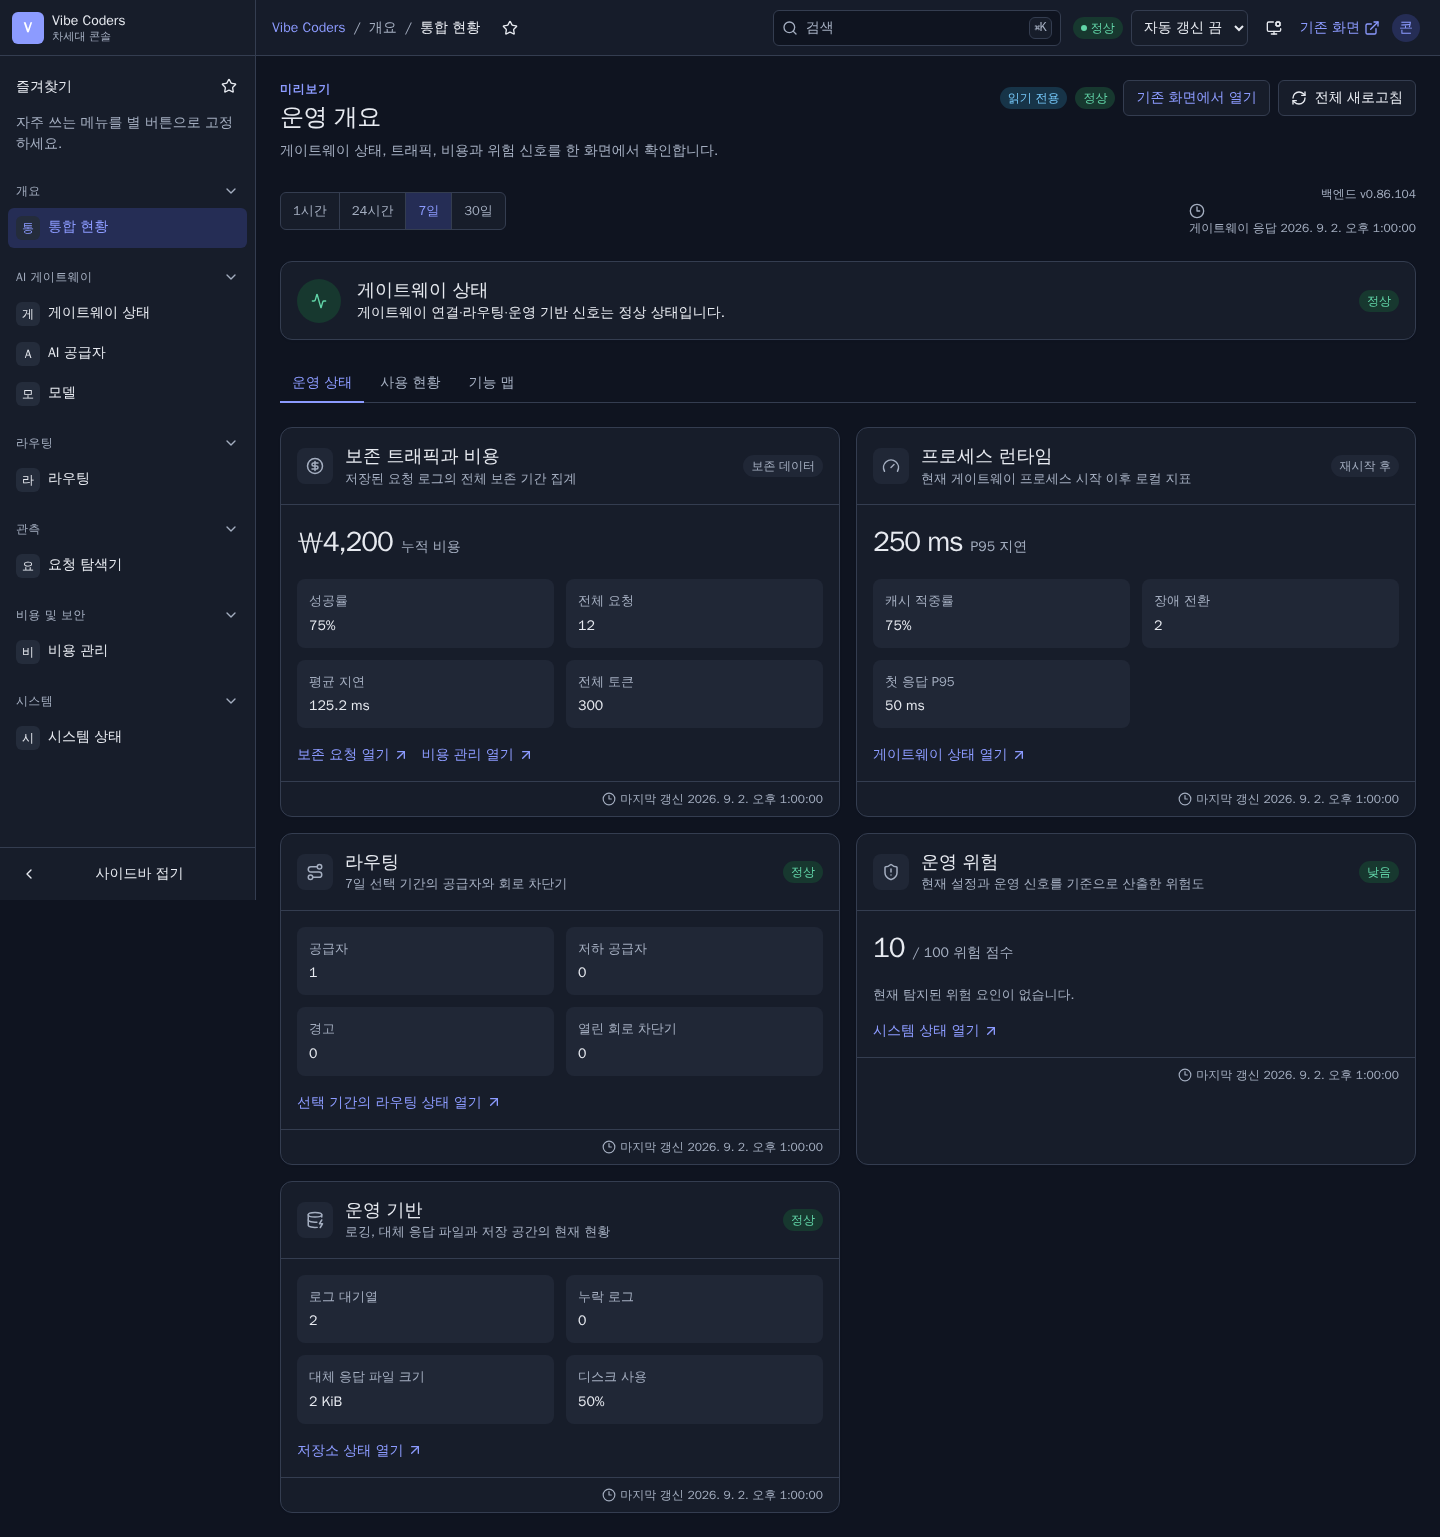 V
Vibe Coders
차세대 콘솔
Vibe Coders / 개요 / 통합 현황
검색
⌘K
정상
자동 갱신 끔
기존 화면
콘
즐겨찾기
자주 쓰는 메뉴를 별 버튼으로 고정
하세요.
개요
통 통합 현황
AI 게이트웨이
게 게이트웨이 상태
A AI 공급자
모 모델
라우팅
라 라우팅
관측
요 요청 탐색기
비용 및 보안
비 비용 관리
시스템
시 시스템 상태
사이드바 접기
미리보기
운영 개요
게이트웨이 상태, 트래픽, 비용과 위험 신호를 한 화면에서 확인합니다.
읽기 전용
정상
기존 화면에서 열기
전체 새로고침
1시간 24시간 7일 30일
백엔드 v0.86.104
게이트웨이 응답 2026. 9. 2. 오후 1:00:00
게이트웨이 상태
게이트웨이 연결·라우팅·운영 기반 신호는 정상 상태입니다.
정상
운영 상태 사용 현황 기능 맵
보존 트래픽과 비용
저장된 요청 로그의 전체 보존 기간 집계
보존 데이터
₩4,200 누적 비용
성공률
75%
전체 요청
12
평균 지연
125.2 ms
전체 토큰
300
보존 요청 열기 비용 관리 열기
마지막 갱신 2026. 9. 2. 오후 1:00:00
프로세스 런타임
현재 게이트웨이 프로세스 시작 이후 로컬 지표
재시작 후
250 ms P95 지연
캐시 적중률
75%
장애 전환
2
첫 응답 P95
50 ms
게이트웨이 상태 열기
마지막 갱신 2026. 9. 2. 오후 1:00:00
라우팅
7일 선택 기간의 공급자와 회로 차단기
정상
공급자
1
저하 공급자
0
경고
0
열린 회로 차단기
0
선택 기간의 라우팅 상태 열기
마지막 갱신 2026. 9. 2. 오후 1:00:00
운영 위험
현재 설정과 운영 신호를 기준으로 산출한 위험도
낮음
10 / 100 위험 점수
현재 탐지된 위험 요인이 없습니다.
시스템 상태 열기
마지막 갱신 2026. 9. 2. 오후 1:00:00
운영 기반
로깅, 대체 응답 파일과 저장 공간의 현재 현황
정상
로그 대기열
2
누락 로그
0
대체 응답 파일 크기
2 KiB
디스크 사용
50%
저장소 상태 열기
마지막 갱신 2026. 9. 2. 오후 1:00:00